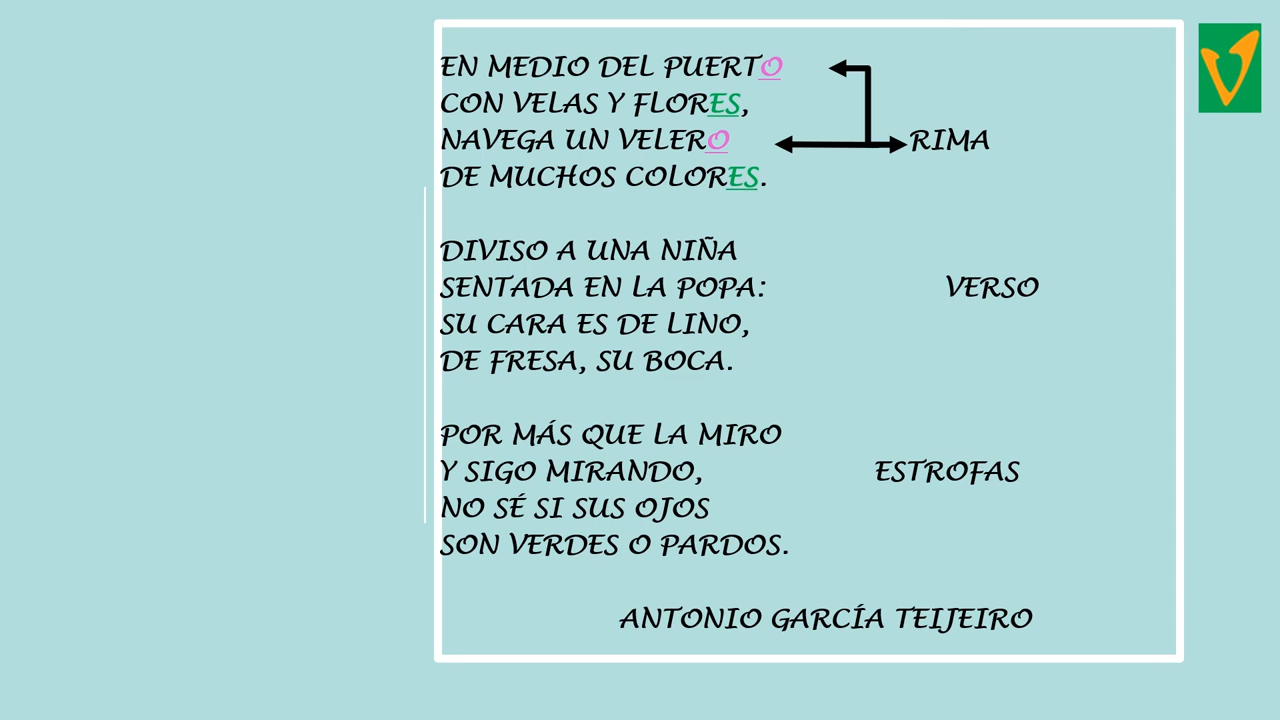 EN MEDIO DEL PUERTO
CON VELAS Y FLORES,
NAVEGA UN VELERO RIMA
DE MUCHOS COLORES.
DIVISO A UNA NIÑA
SENTADA EN LA POPA: VERSO
SU CARA ES DE LINO,
DE FRESA, SU BOCA.
POR MÁS QUE LA MIRO
Y SIGO MIRANDO, ESTROFAS
NO SÉ SI SUS OJOS
SON VERDES O PARDOS.
ANTONIO GARCÍA TEIJEIRO